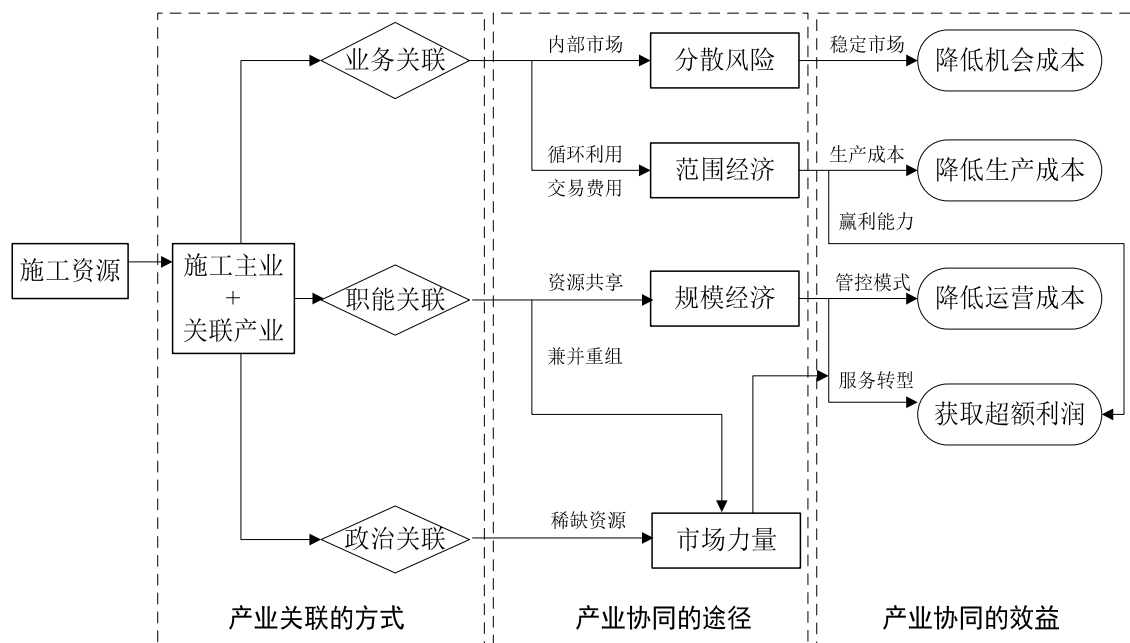 业务关联
内部市场
分散风险
稳定市场
降低机会成本
循环利用
交易费用
范围经济
生产成本
降低生产成本
赢利能力
施工资源
施工主业
+
关联产业
职能关联
资源共享
规模经济
管控模式
降低运营成本
兼并重组
服务转型
获取超额利润
政治关联
稀缺资源
市场力量
产业关联的方式
产业协同的途径
产业协同的效益